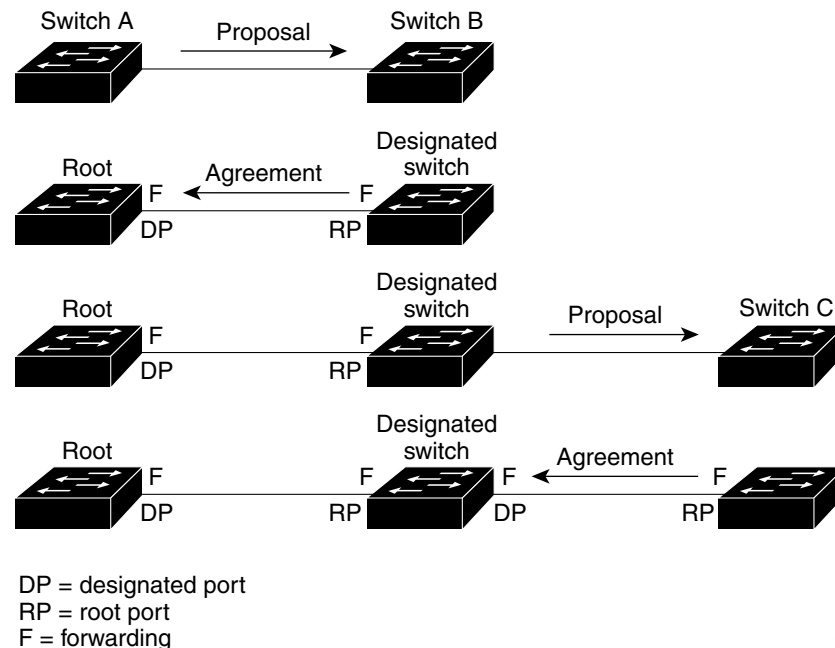 Switch A
Proposal
Switch B
Root
F
Agreement
F
Designated
switch
DP
RP
Root
F
F
Designated
switch
Proposal
Switch C
DP
RP
Root
F
F
Designated
switch
F
Agreement
F
DP
RP
DP
RP
DP = designated port
RP = root port
F = forwarding